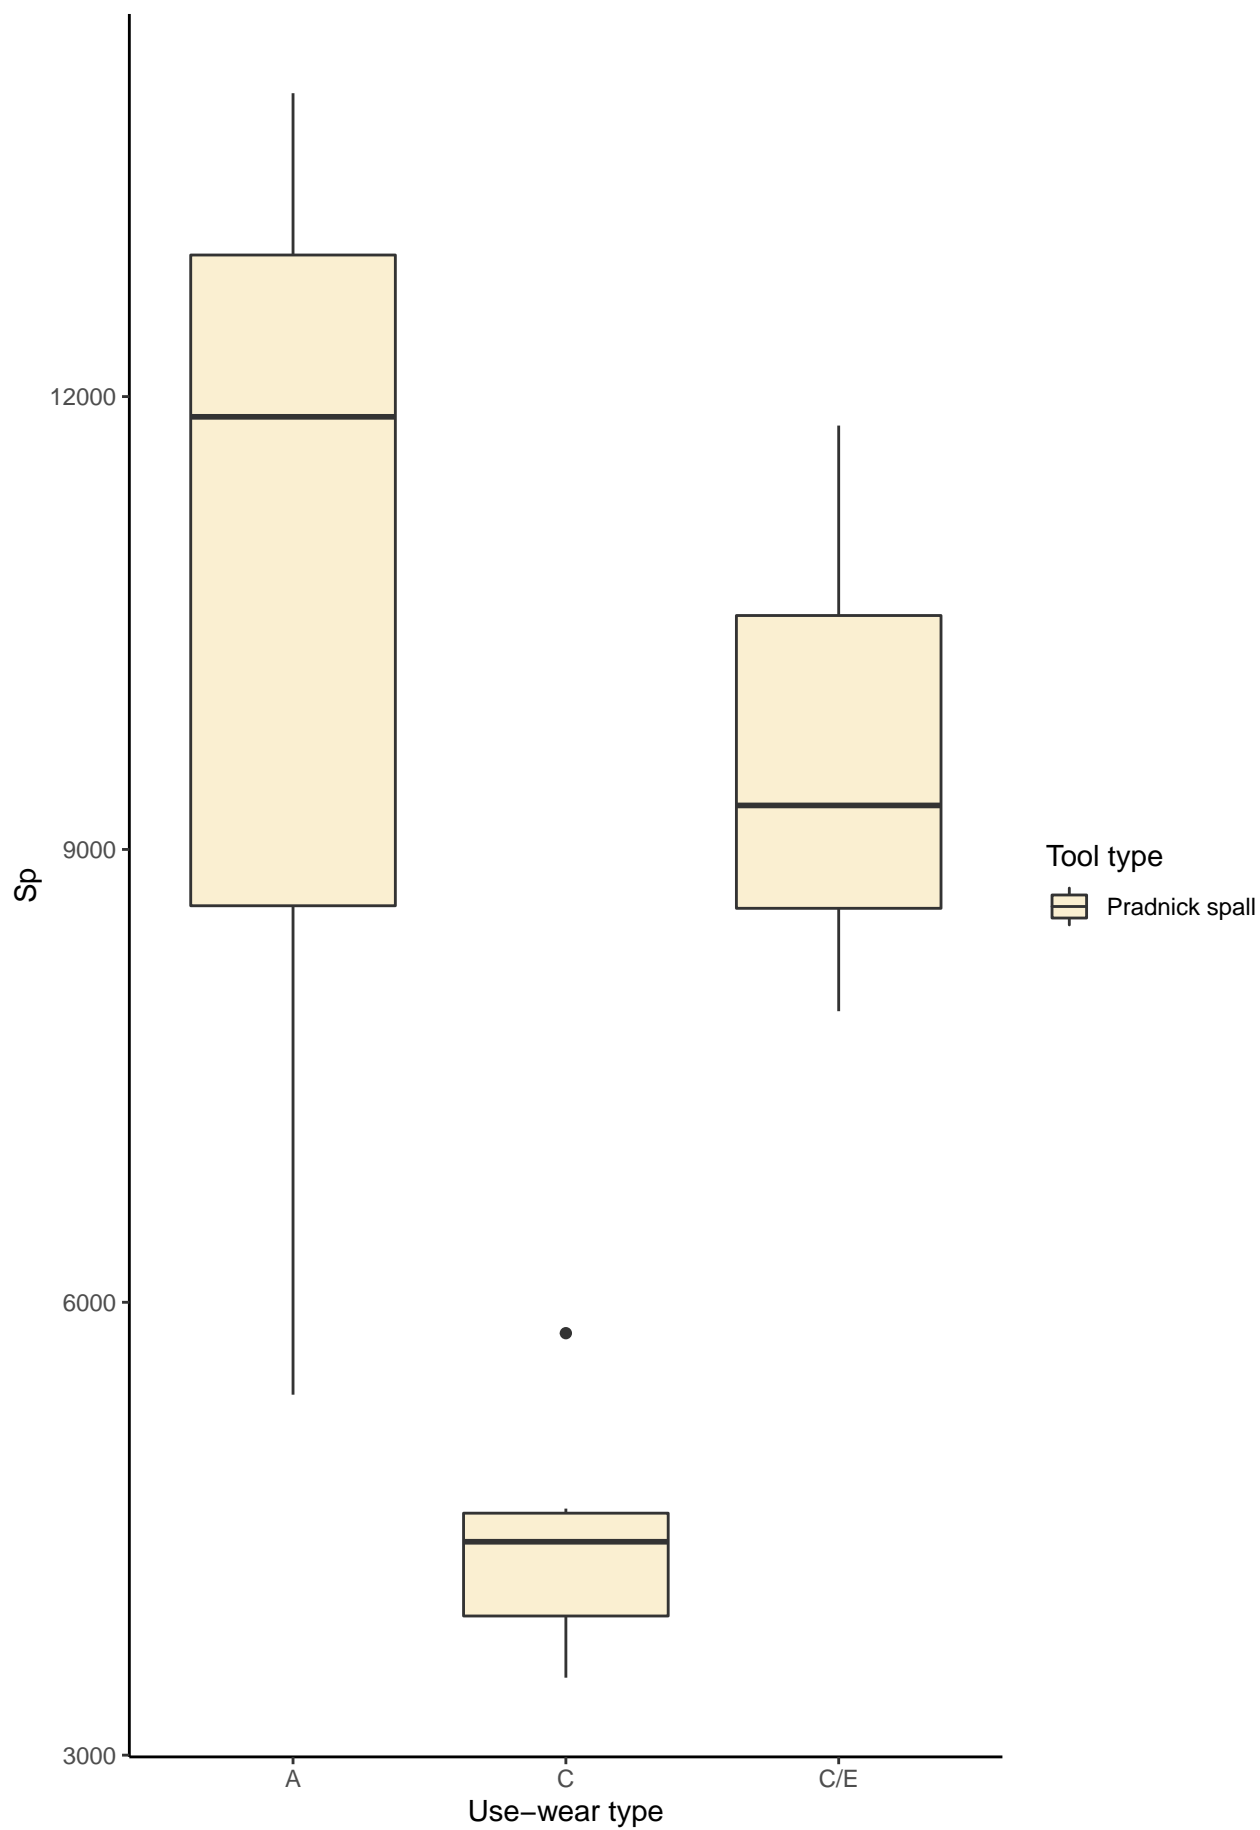 12000
9000
6000
3000
Sp
A
C
C/E
Use−wear type
Tool type
Pradnick spall